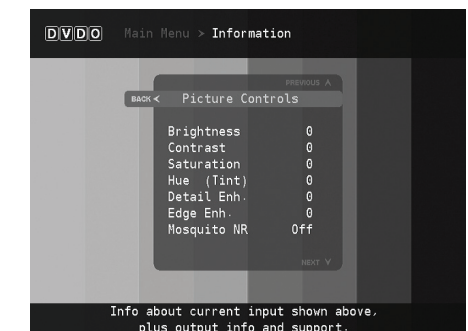 DVDO Main Menu > Information
PREVIOUS
BACK < Picture Controls
Brightness 0
Contrast 0
Saturation 0
Hue (Tint) 0
Detail Enh. 0
Edge Enh. 0
Mosquito NR Off
NEXT
Info about current input shown above,
plus output info and support.